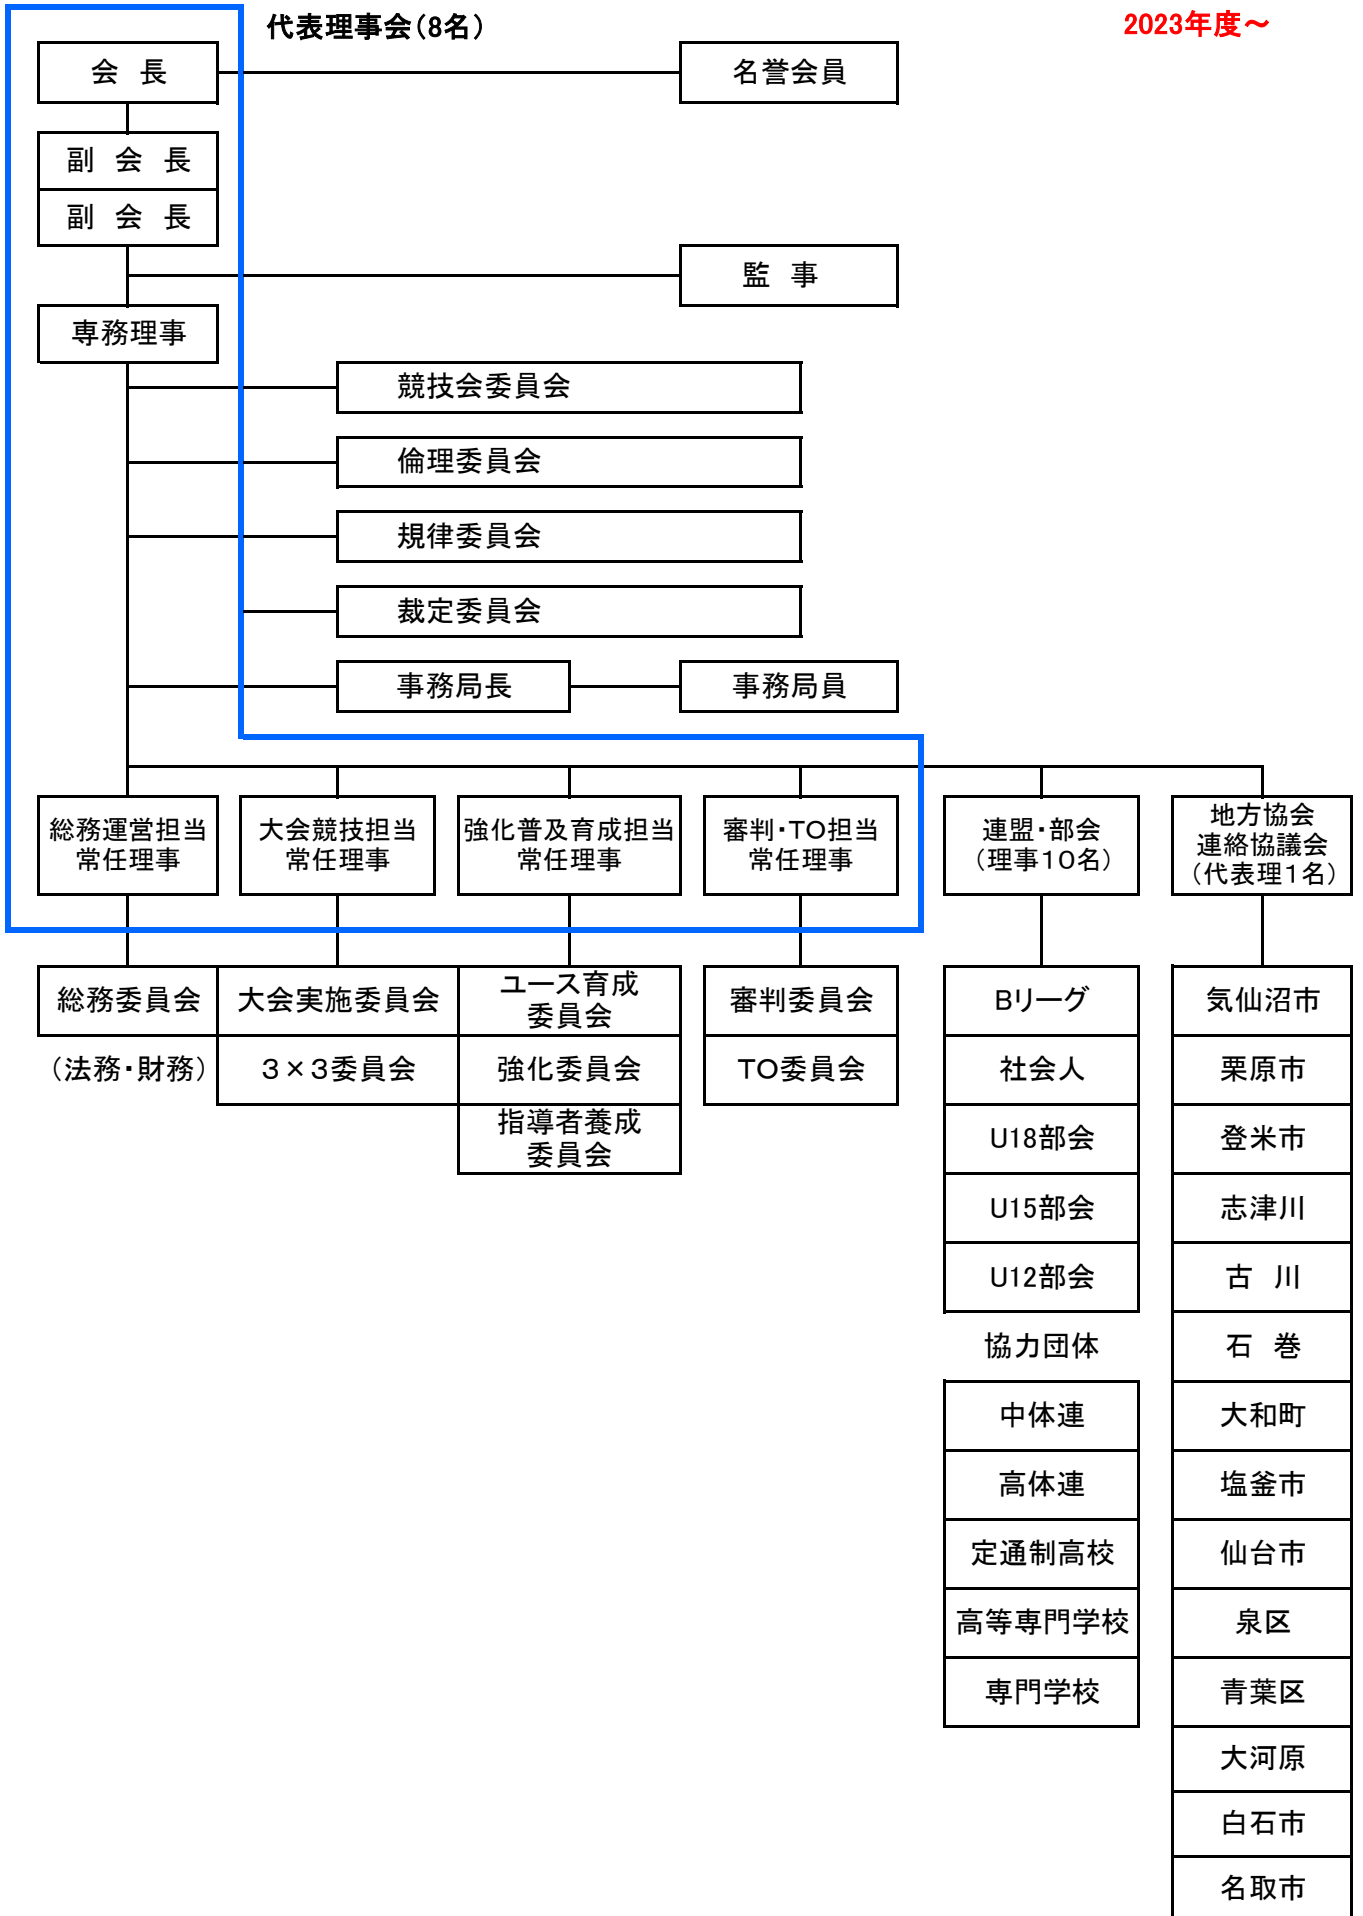 代表理事会(8名)
2023年度～
会　長
名誉会員
副　会　長
副　会　長
監　事
専務理事
競技会委員会
倫理委員会
規律委員会
裁定委員会
事務局長
事務局員
総務運営担当
常任理事
大会競技担当
常任理事
強化普及育成担当
常任理事
審判・TO担当
常任理事
連盟・部会
（理事１０名）
地方協会
連絡協議会
（代表理１名）
総務委員会
（法務・財務）
大会実施委員会
３×３委員会
ユース育成
委員会
強化委員会
指導者養成
委員会
審判委員会
TO委員会
Bリーグ
社会人
U18部会
U15部会
U12部会
協力団体
中体連
高体連
定通制高校
高等専門学校
専門学校
気仙沼市
栗原市
登米市
志津川
古　川
石　巻
大和町
塩釜市
仙台市
泉区
青葉区
大河原
白石市
名取市